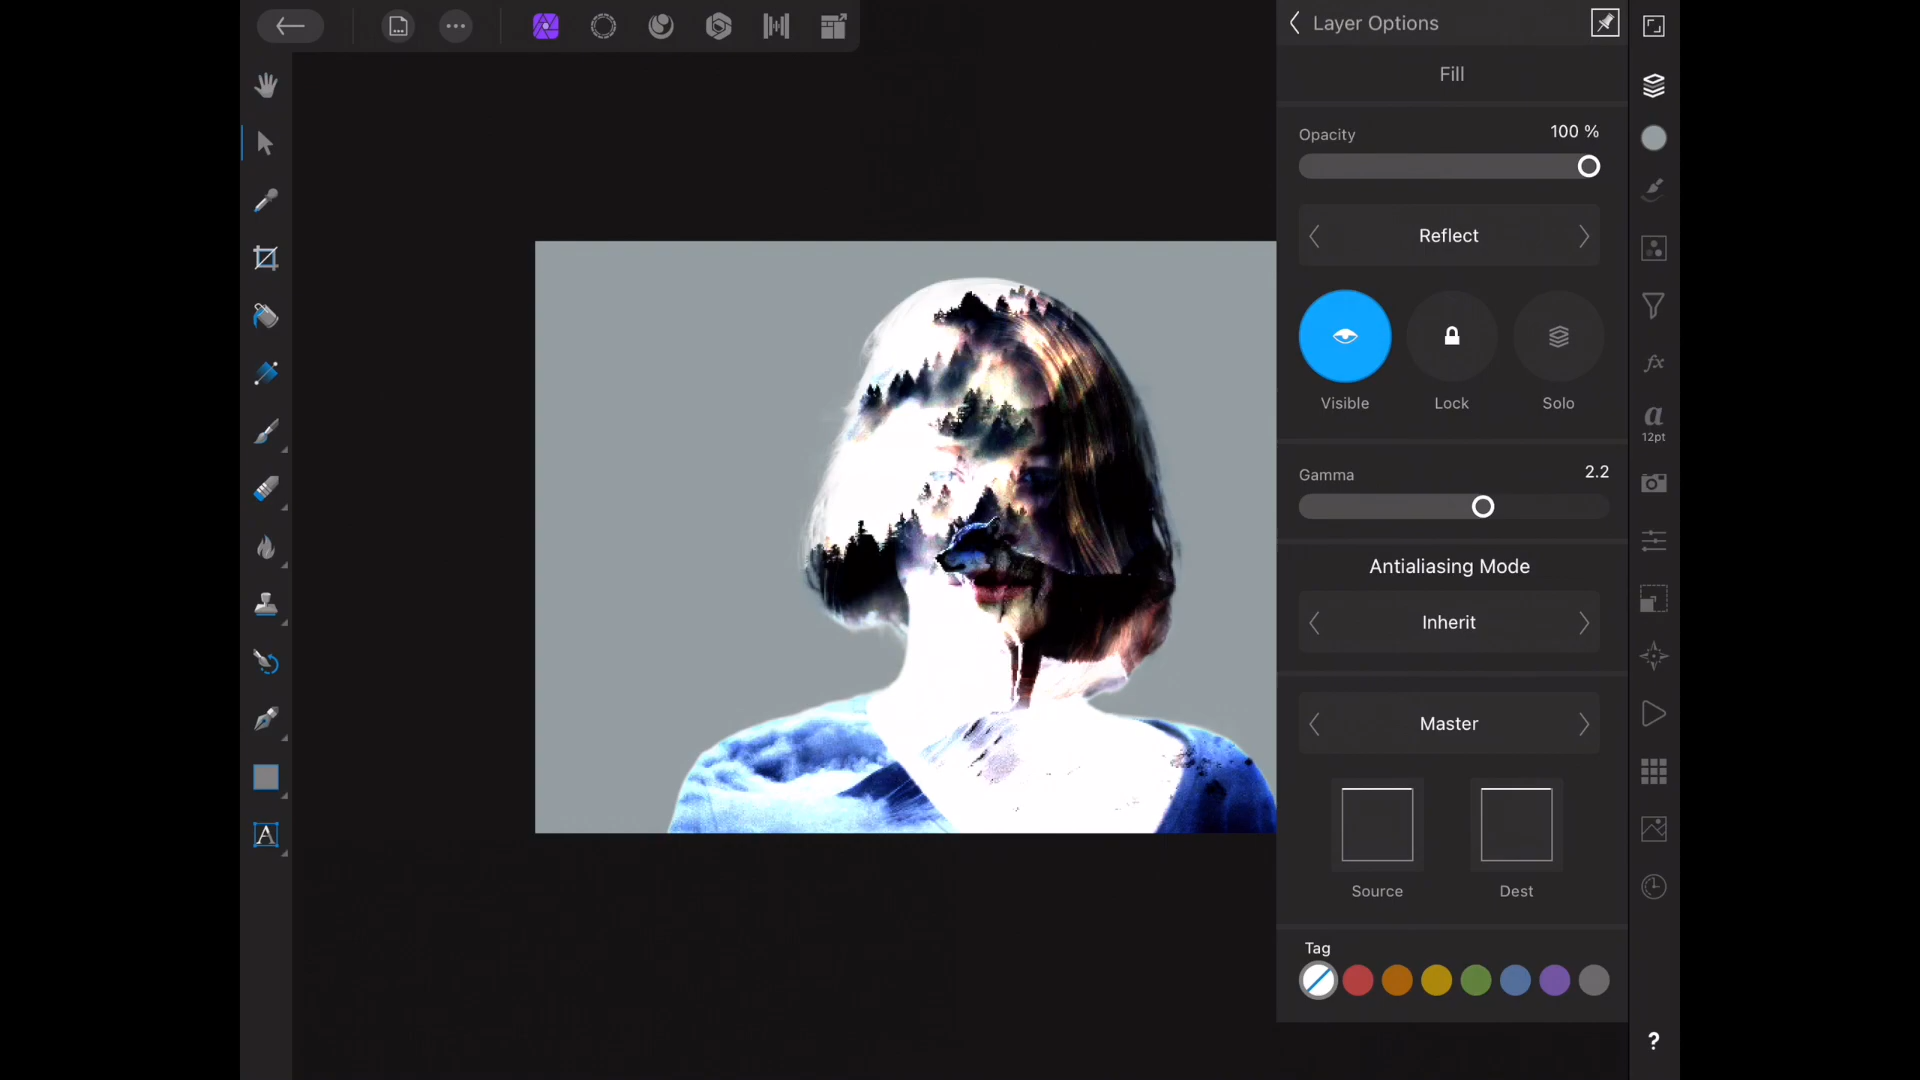 Layer Options
Fill
Opacity
100 %
Reflect
Visible
Lock
Solo
Gamma
2.2
Antialiasing Mode
Inherit
Master
Source
Dest
Tag
fx
a
12pt
A
?